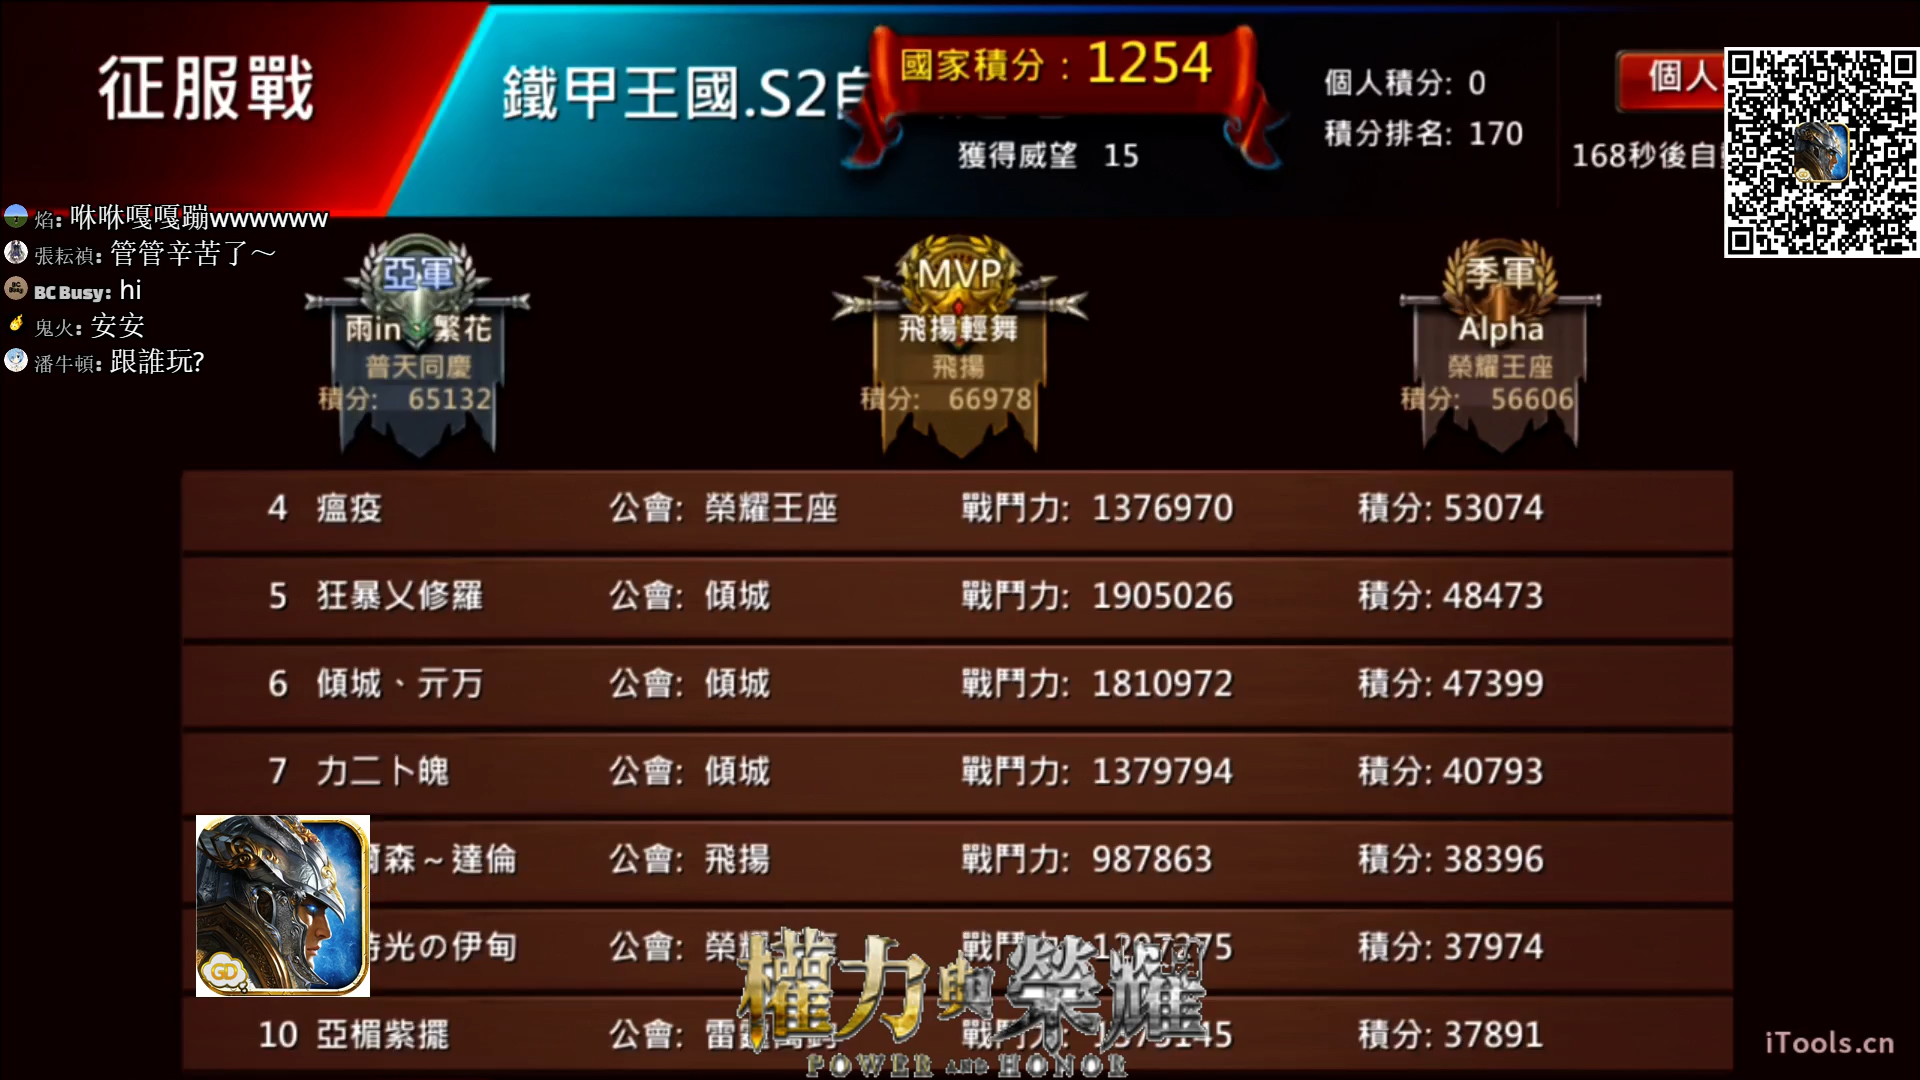 征服戰
鐵甲王國.S2
國家積分：1254
獲得威望 15
個人積分: 0
積分排名: 170
個人
168秒後自
焰: 咻咻嘎嘎蹦wwwwww
張耘禎: 管管辛苦了～
BC Busy: hi
鬼火: 安安
潘牛頓: 跟誰玩?
亞軍
雨in 繁花
普天同慶
積分: 65132
MVP
飛揚輕舞
飛揚
積分: 66978
季軍
Alpha
榮耀王座
積分: 56606
4 瘟疫 公會: 榮耀王座 戰鬥力: 1376970 積分: 53074
5 狂暴乂修羅 公會: 傾城 戰鬥力: 1905026 積分: 48473
6 傾城、亓万 公會: 傾城 戰鬥力: 1810972 積分: 47399
7 力二卜魄 公會: 傾城 戰鬥力: 1379794 積分: 40793
森～達倫 公會: 飛揚 戰鬥力: 987863 積分: 38396
光の伊甸 公會: 榮 積分: 37974
10 亞楣紫擺 公會: 雷 積分: 37891
GD
權力與榮耀
POWER AND HONOR
iTools.cn